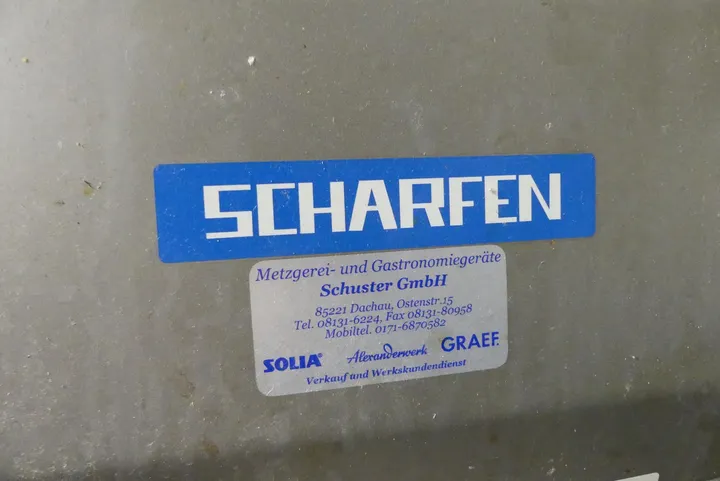 SCHARFEN
Metzgerei- und Gastronomiegeräte
Schuster GmbH
85221 Dachau, Ostenstr.15
Tel. 08131-6224, Fax 08131-80958
Mobiltel. 0171-6870582
SOLIA® Alexanderwerk GRAEF
Verkauf und Werkskundendienst